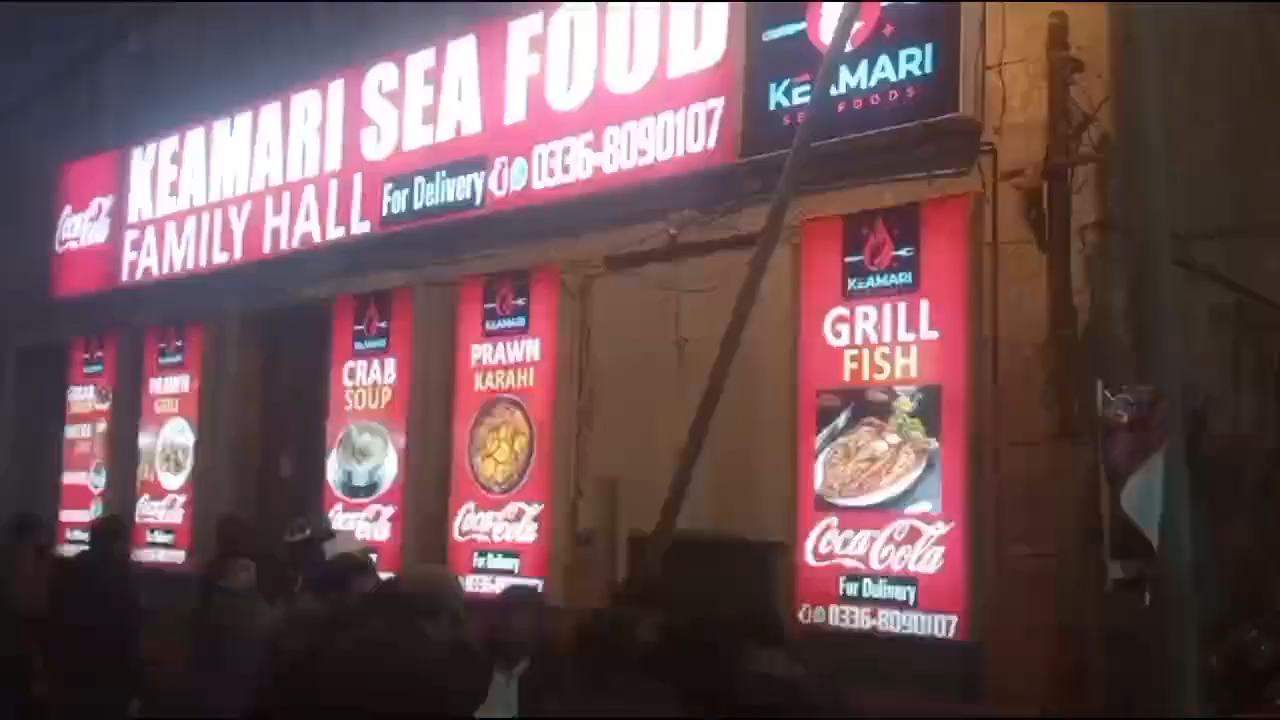 KEAMARI SEA FOOD
Coca-Cola
FAMILY HALL
For Delivery
0336-8090107
KEAMARI
SEA FOODS
KEAMARI
PRAWN
GRILL
Coca-Cola
KEAMARI
CRAB
SOUP
Coca-Cola
KEAMARI
PRAWN
KARAHI
Coca-Cola
For Delivery
KEAMARI
GRILL
FISH
Coca-Cola
For Delivery
0336-8090107